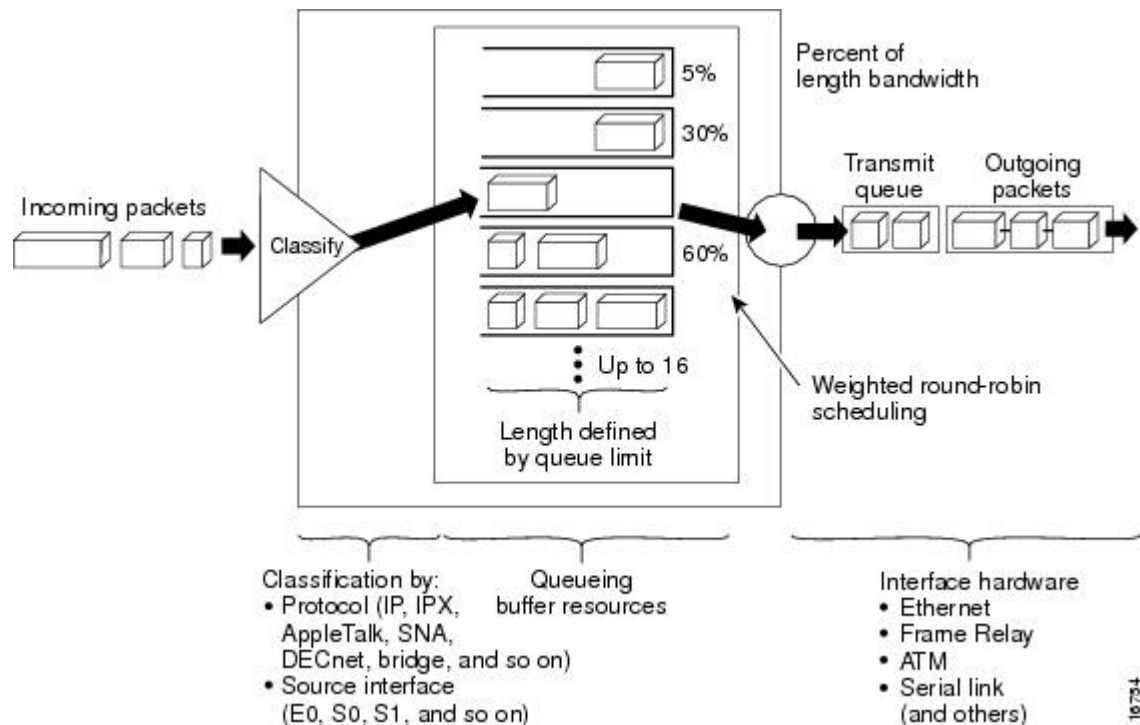 Percent of
length bandwidth
5%
30%
60%
Transmit
queue
Outgoing
packets
Incoming packets
Classify
Up to 16
Length defined
by queue limit
Weighted round-robin
scheduling
Classification by:
• Protocol (IP, IPX,
AppleTalk, SNA,
DECnet, bridge, and so on)
• Source interface
(E0, S0, S1, and so on)
Queueing
buffer resources
Interface hardware
• Ethernet
• Frame Relay
• ATM
• Serial link
(and others)
16754